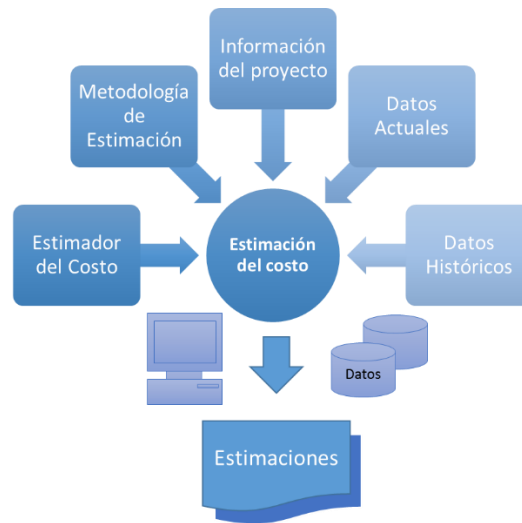 Información
del proyecto
Metodología
de
Estimación
Datos
Actuales
Estimador
del Costo
Estimación
del costo
Datos
Históricos
Datos
Estimaciones